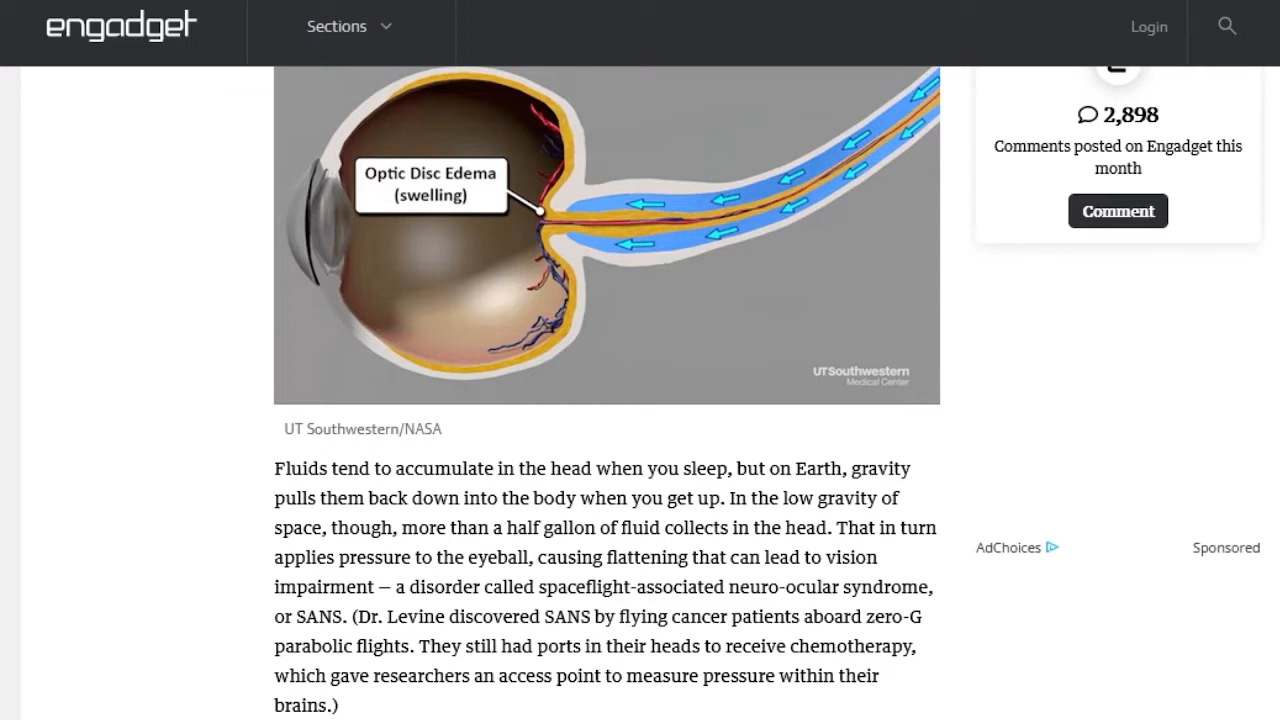 engadget
Sections
Login
2,898
Comments posted on Engadget this
month
Comment
Optic Disc Edema
(swelling)
UTSouthwestern
Medical Center
UT Southwestern/NASA
Fluids tend to accumulate in the head when you sleep, but on Earth, gravity
pulls them back down into the body when you get up. In the low gravity of
space, though, more than a half gallon of fluid collects in the head. That in turn
applies pressure to the eyeball, causing flattening that can lead to vision
impairment — a disorder called spaceflight-associated neuro-ocular syndrome,
or SANS. (Dr. Levine discovered SANS by flying cancer patients aboard zero-G
parabolic flights. They still had ports in their heads to receive chemotherapy,
which gave researchers an access point to measure pressure within their
brains.)
AdChoices
Sponsored